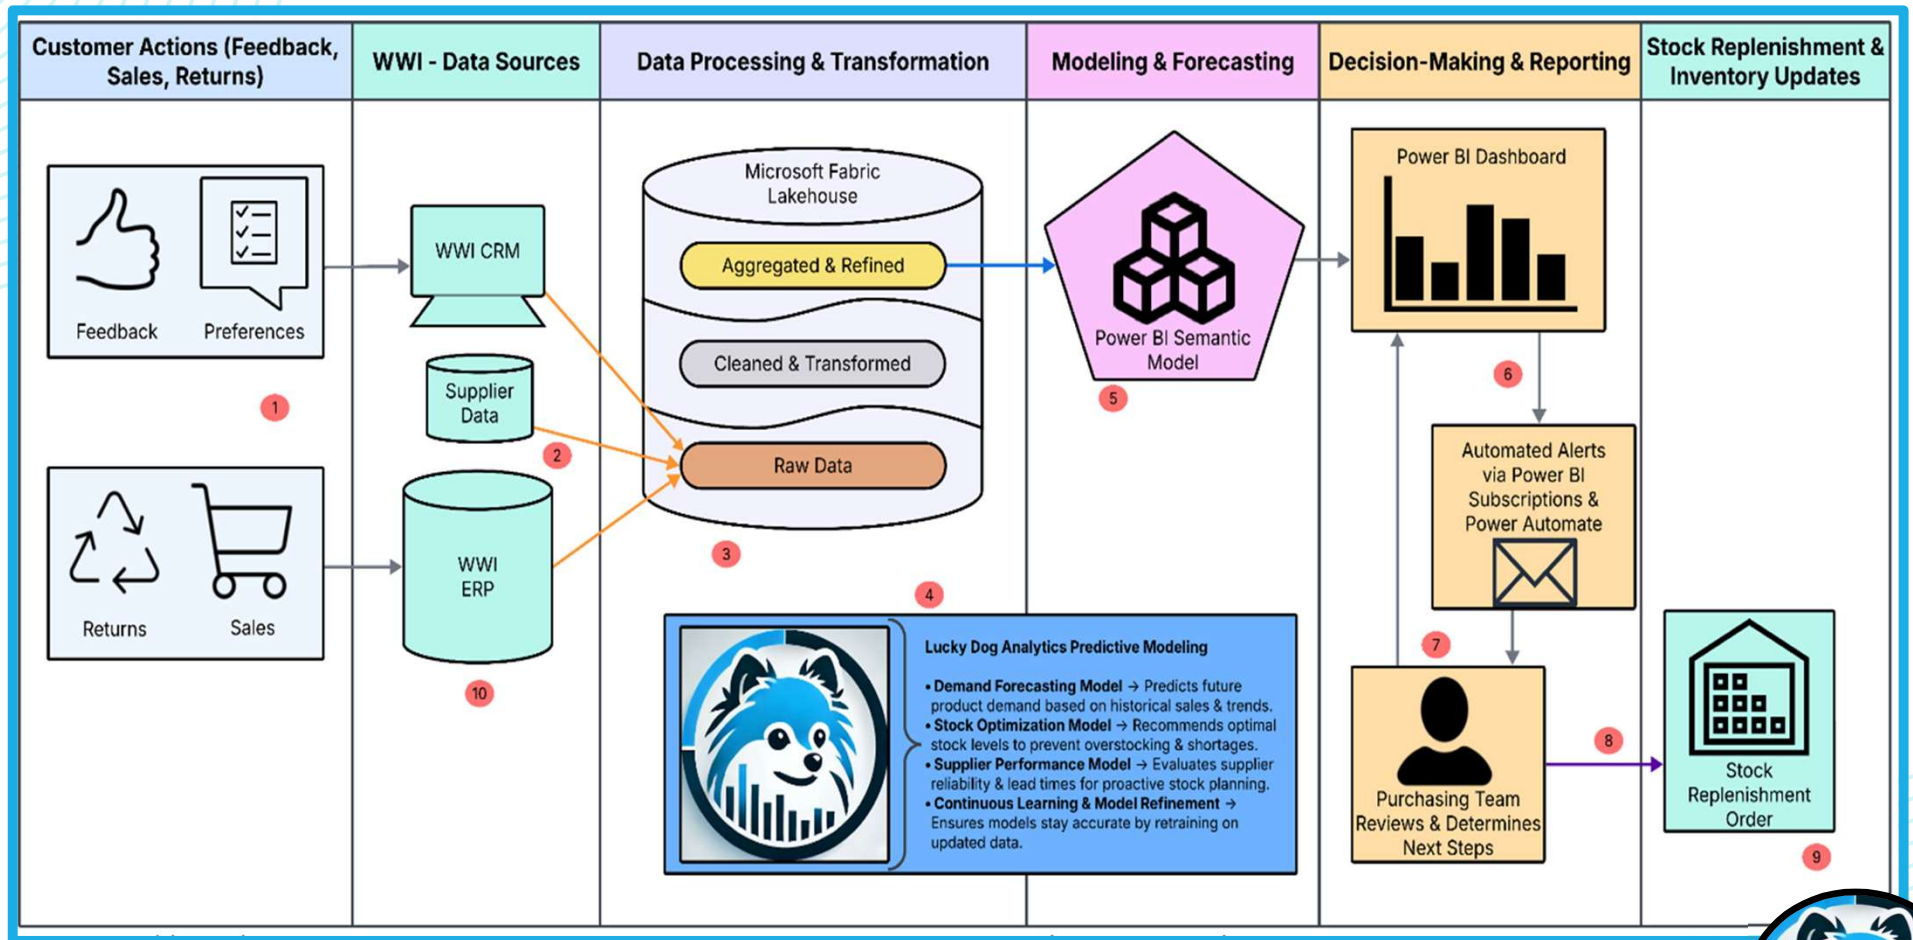 Customer Actions (Feedback,
Sales, Returns)
WWI - Data Sources
Data Processing & Transformation
Modeling & Forecasting
Decision-Making & Reporting
Stock Replenishment &
Inventory Updates
Feedback
Preferences
1
Returns
Sales
WWI CRM
Supplier
Data
2
WWI
ERP
10
Microsoft Fabric
Lakehouse
Aggregated & Refined
Cleaned & Transformed
Raw Data
3
4
Lucky Dog Analytics Predictive Modeling
• Demand Forecasting Model → Predicts future
product demand based on historical sales & trends.
• Stock Optimization Model → Recommends optimal
stock levels to prevent overstocking & shortages.
• Supplier Performance Model → Evaluates supplier
reliability & lead times for proactive stock planning.
• Continuous Learning & Model Refinement →
Ensures models stay accurate by retraining on
updated data.
Power BI Semantic
Model
5
Power BI Dashboard
6
Automated Alerts
via Power BI
Subscriptions &
Power Automate
7
Purchasing Team
Reviews & Determines
Next Steps
8
Stock
Replenishment
Order
9